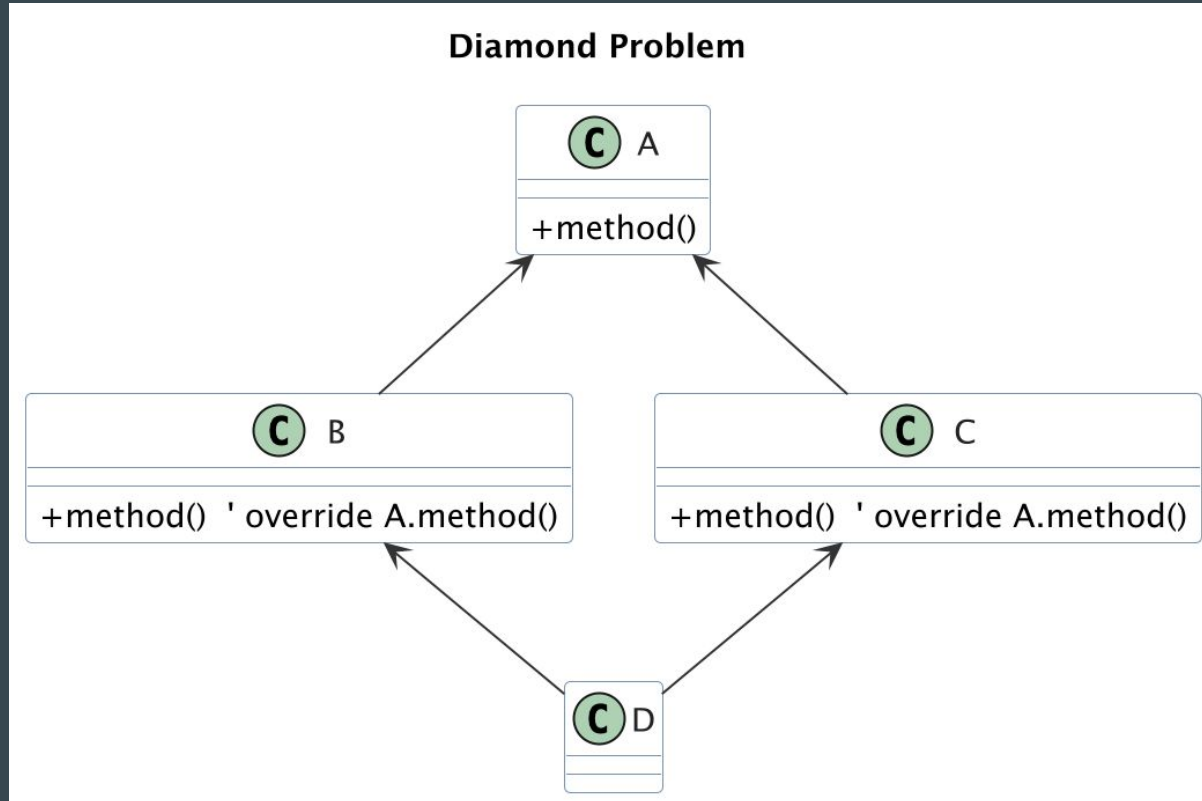 Diamond Problem
C A
+method()
C B
+method() ' override A.method()
C C
+method() ' override A.method()
C D